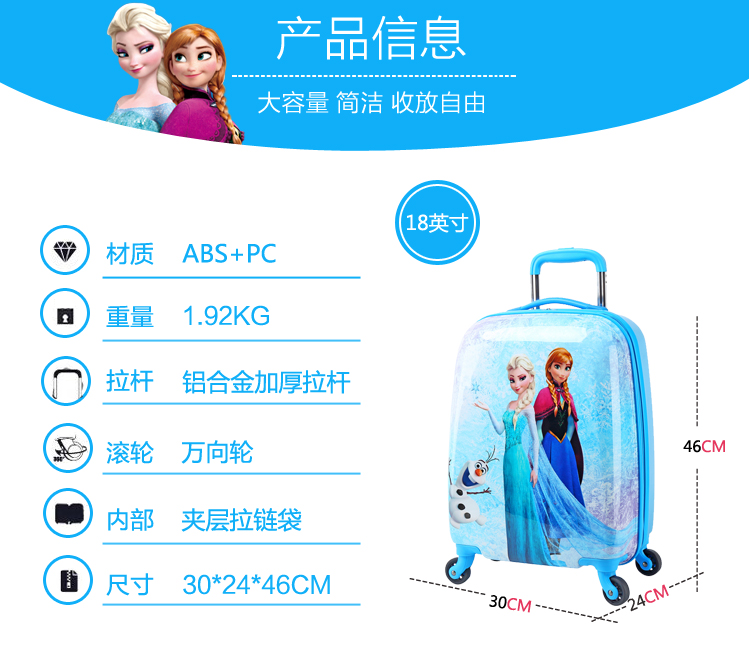 产品信息
大容量 简洁 收放自由
18英寸
材质 ABS+PC
重量 1.92KG
拉杆 铝合金加厚拉杆
滚轮 万向轮
内部 夹层拉链袋
尺寸 30*24*46CM
46CM
30CM
24CM